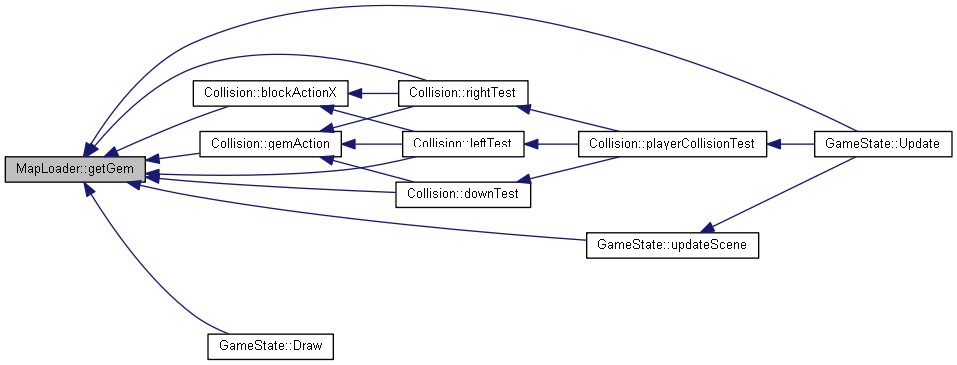 Collision::blockActionX
Collision::rightTest
Collision::gemAction
Collision::leftTest
Collision::playerCollisionTest
GameState::Update
MapLoader::getGem
Collision::downTest
GameState::updateScene
GameState::Draw